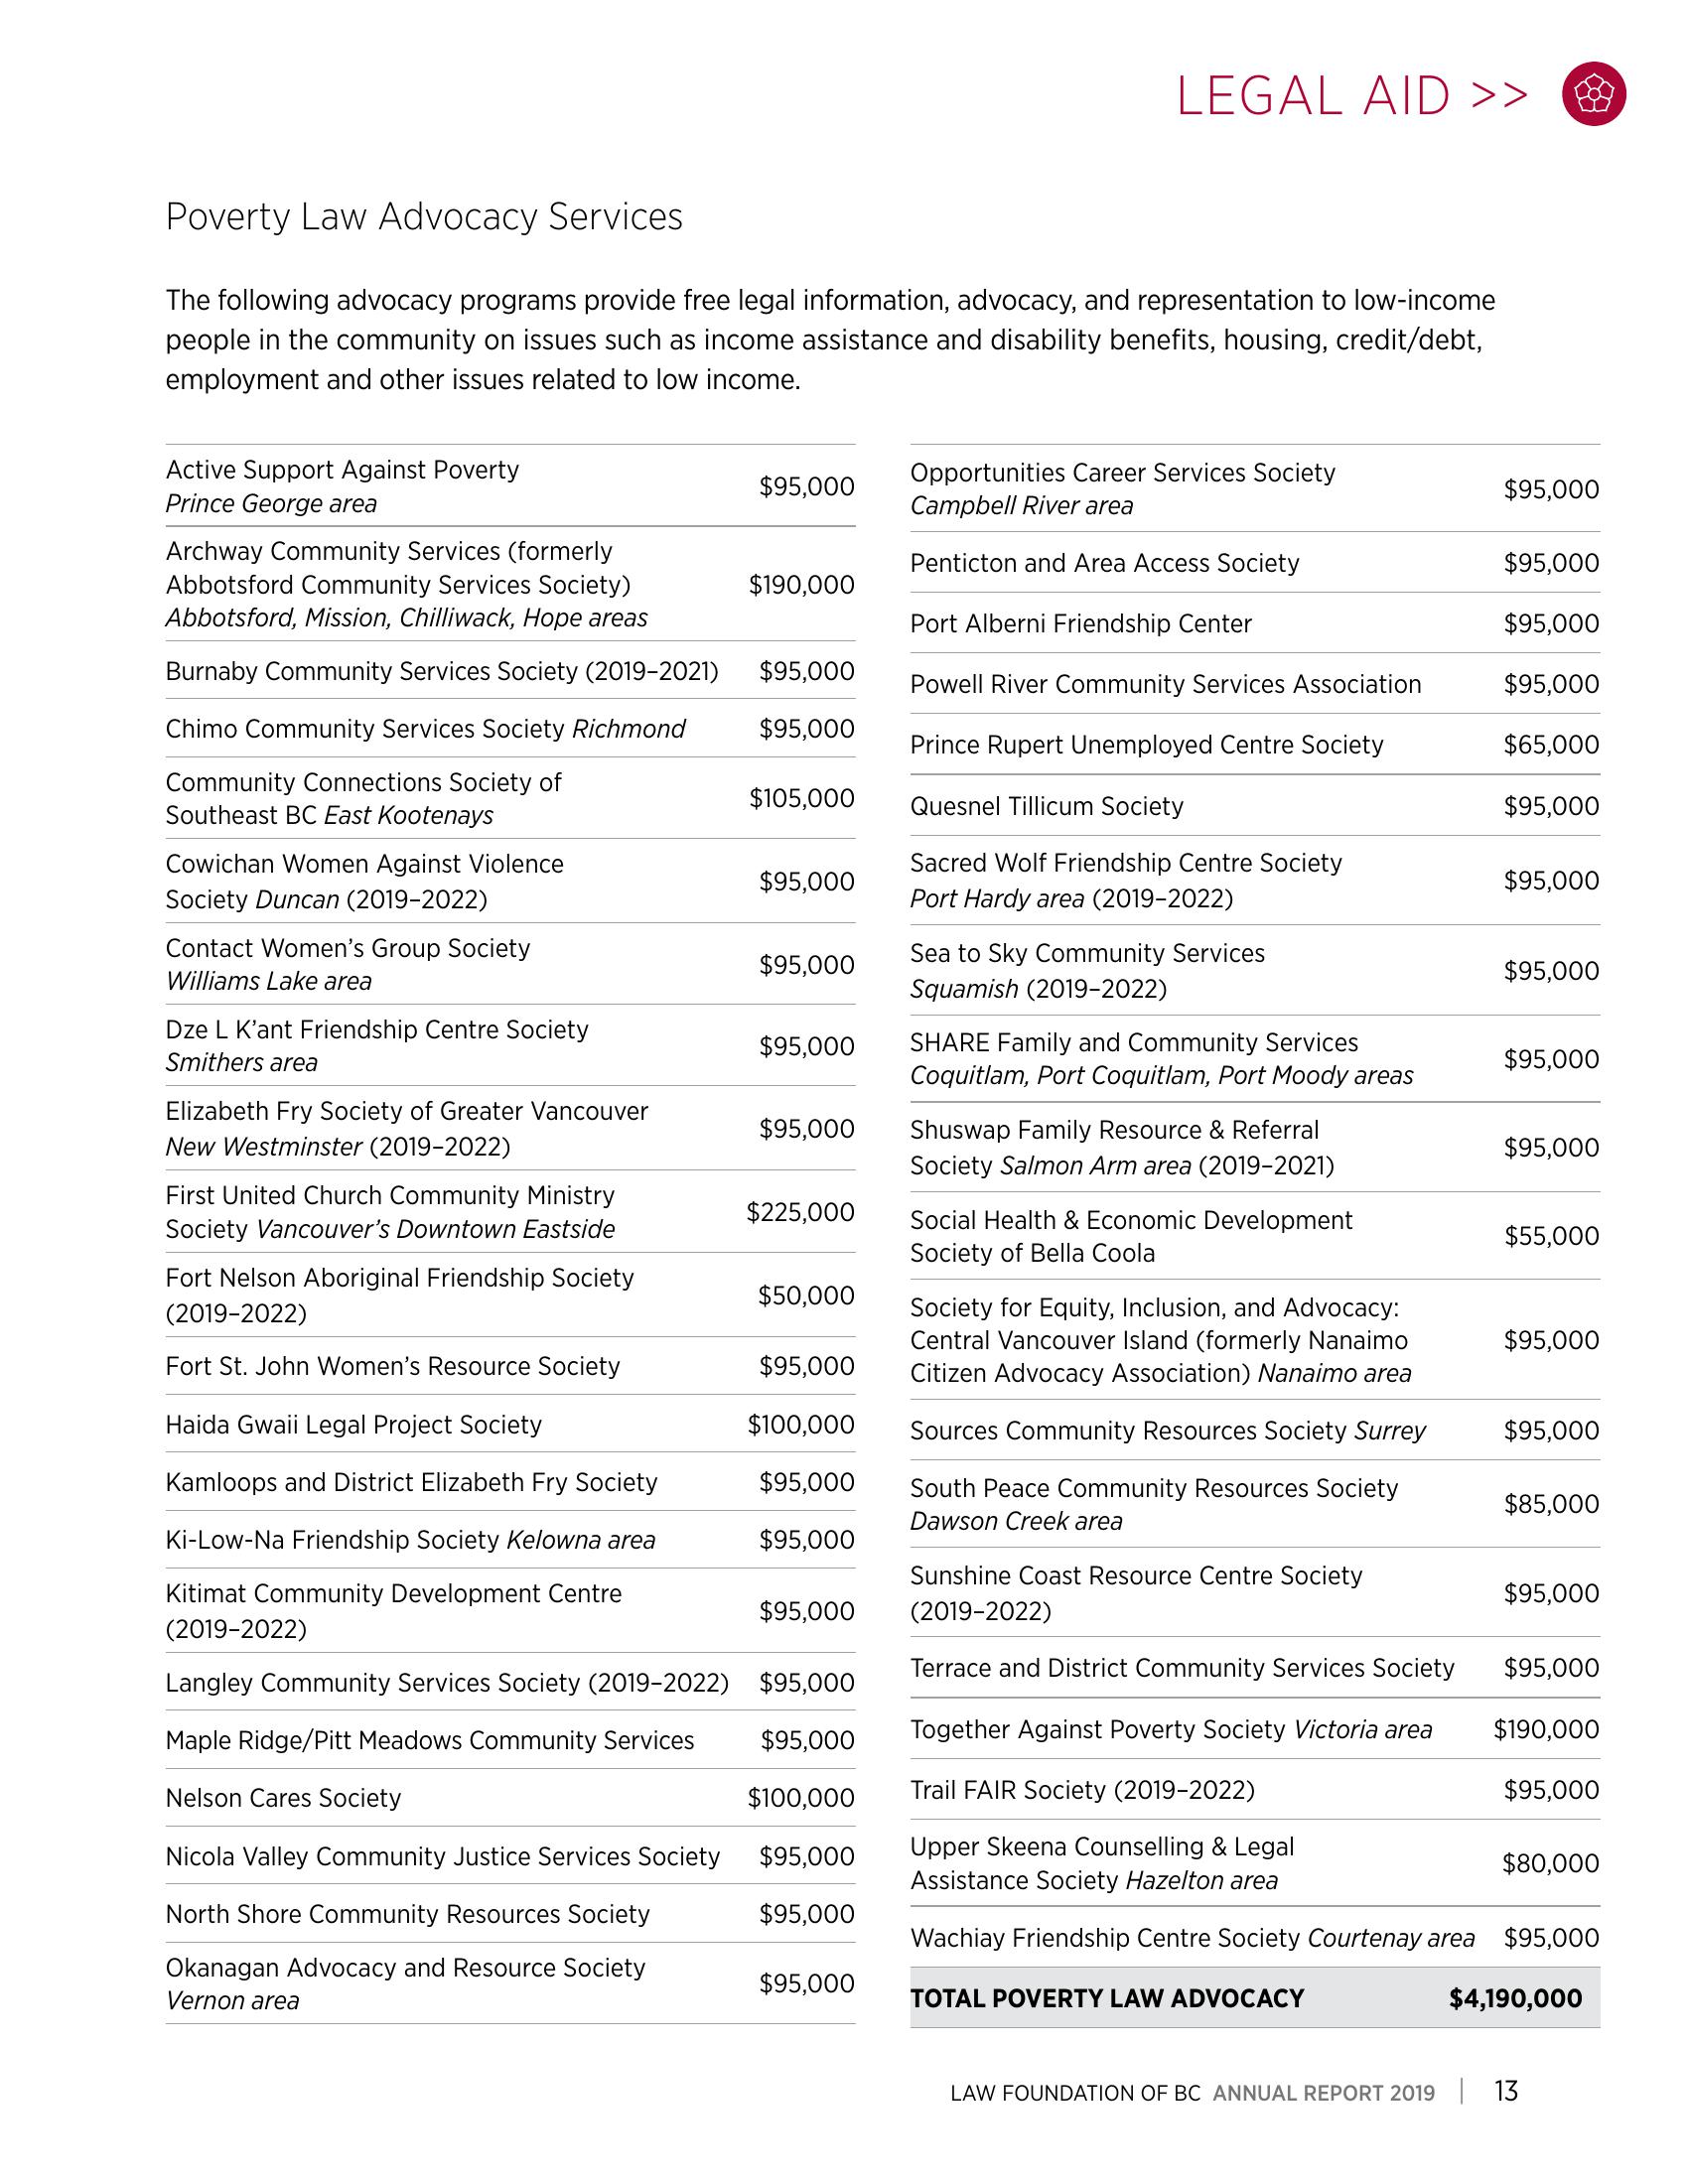 LEGAL AID >>
Poverty Law Advocacy Services
The following advocacy programs provide free legal information, advocacy, and representation to low-income
people in the community on issues such as income assistance and disability benefits, housing, credit/debt,
employment and other issues related to low income.
Active Support Against Poverty
Prince George area $95,000
Archway Community Services (formerly
Abbotsford Community Services Society) $190,000
Abbotsford, Mission, Chilliwack, Hope areas
Burnaby Community Services Society (2019–2021) $95,000
Chimo Community Services Society Richmond $95,000
Community Connections Society of
Southeast BC East Kootenays $105,000
Cowichan Women Against Violence
Society Duncan (2019–2022) $95,000
Contact Women’s Group Society
Williams Lake area $95,000
Dze L K’ant Friendship Centre Society
Smithers area $95,000
Elizabeth Fry Society of Greater Vancouver
New Westminster (2019–2022) $95,000
First United Church Community Ministry
Society Vancouver’s Downtown Eastside $225,000
Fort Nelson Aboriginal Friendship Society
(2019–2022) $50,000
Fort St. John Women’s Resource Society $95,000
Haida Gwaii Legal Project Society $100,000
Kamloops and District Elizabeth Fry Society $95,000
Ki-Low-Na Friendship Society Kelowna area $95,000
Kitimat Community Development Centre
(2019–2022) $95,000
Langley Community Services Society (2019–2022) $95,000
Maple Ridge/Pitt Meadows Community Services $95,000
Nelson Cares Society $100,000
Nicola Valley Community Justice Services Society $95,000
North Shore Community Resources Society $95,000
Okanagan Advocacy and Resource Society
Vernon area $95,000
Opportunities Career Services Society
Campbell River area $95,000
Penticton and Area Access Society $95,000
Port Alberni Friendship Center $95,000
Powell River Community Services Association $95,000
Prince Rupert Unemployed Centre Society $65,000
Quesnel Tillicum Society $95,000
Sacred Wolf Friendship Centre Society
Port Hardy area (2019–2022) $95,000
Sea to Sky Community Services
Squamish (2019–2022) $95,000
SHARE Family and Community Services
Coquitlam, Port Coquitlam, Port Moody areas $95,000
Shuswap Family Resource & Referral
Society Salmon Arm area (2019–2021) $95,000
Social Health & Economic Development
Society of Bella Coola $55,000
Society for Equity, Inclusion, and Advocacy:
Central Vancouver Island (formerly Nanaimo $95,000
Citizen Advocacy Association) Nanaimo area
Sources Community Resources Society Surrey $95,000
South Peace Community Resources Society
Dawson Creek area $85,000
Sunshine Coast Resource Centre Society
(2019–2022) $95,000
Terrace and District Community Services Society $95,000
Together Against Poverty Society Victoria area $190,000
Trail FAIR Society (2019–2022) $95,000
Upper Skeena Counselling & Legal
Assistance Society Hazelton area $80,000
Wachiay Friendship Centre Society Courtenay area $95,000
TOTAL POVERTY LAW ADVOCACY $4,190,000
LAW FOUNDATION OF BC ANNUAL REPORT 2019 | 13